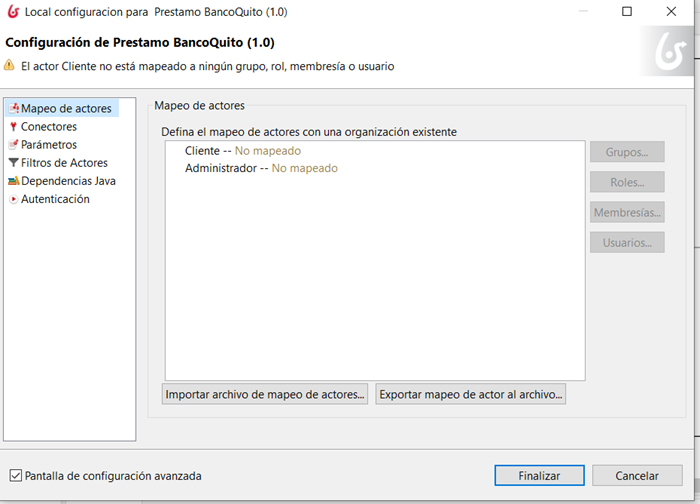 Local configuracion para  Prestamo BancoQuito (1.0)
Configuración de Prestamo BancoQuito (1.0)
El actor Cliente no está mapeado a ningún grupo, rol, membresía o usuario
Mapeo de actores
Conectores
Parámetros
Filtros de Actores
Dependencias Java
Autenticación
Mapeo de actores
Defina el mapeo de actores con una organización existente
Cliente -- No mapeado
Administrador -- No mapeado
Grupos...
Roles...
Membresías...
Usuarios...
Importar archivo de mapeo de actores...
Exportar mapeo de actor al archivo...
Pantalla de configuración avanzada
Finalizar
Cancelar